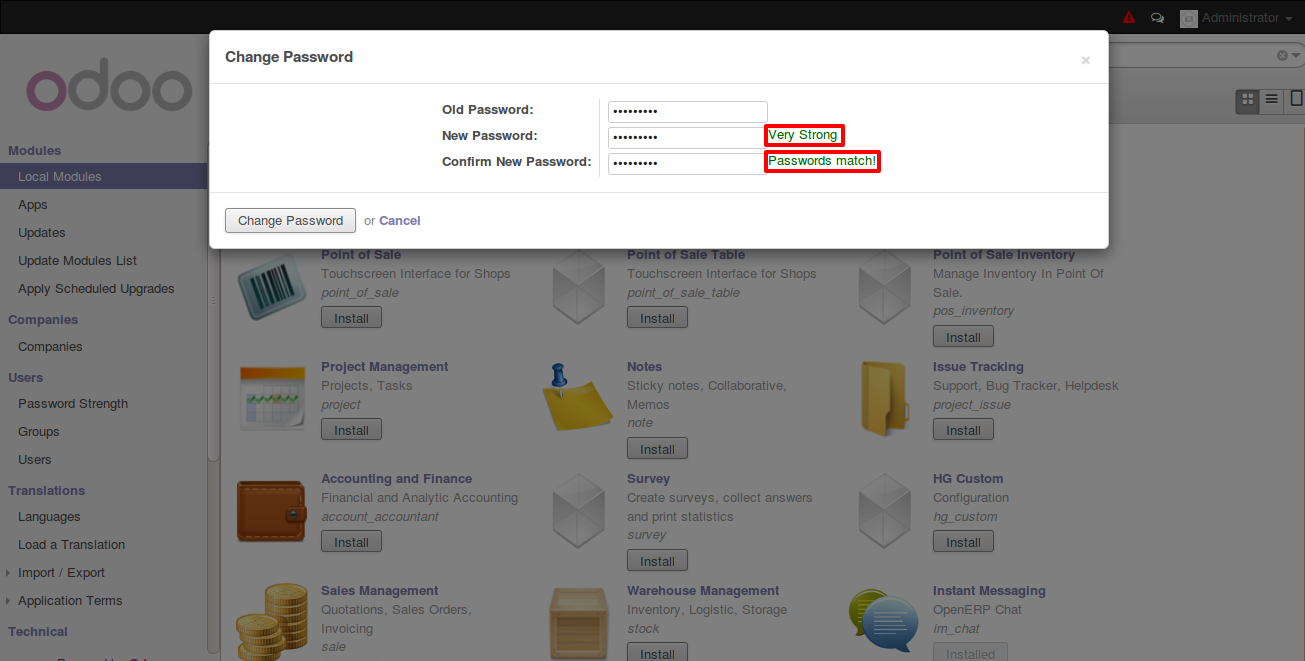 Administrator
odoo
Change Password
×
Old Password:
•••••••••
New Password:
•••••••••
Very Strong
Confirm New Password:
•••••••••
Passwords match!
Change Password or Cancel
Modules
Local Modules
Apps
Updates
Update Modules List
Apply Scheduled Upgrades
Companies
Companies
Users
Password Strength
Groups
Users
Translations
Languages
Load a Translation
Import / Export
Application Terms
Technical
Point of Sale
Touchscreen Interface for Shops
point_of_sale
Install
Point of Sale Table
Touchscreen Interface for Shops
point_of_sale_table
Install
Point of Sale Inventory
Manage Inventory In Point Of
Sale.
pos_inventory
Install
Project Management
Projects, Tasks
project
Install
Notes
Sticky notes, Collaborative,
Memos
note
Install
Issue Tracking
Support, Bug Tracker, Helpdesk
project_issue
Install
Accounting and Finance
Financial and Analytic Accounting
account_accountant
Install
Survey
Create surveys, collect answers
and print statistics
survey
Install
HG Custom
Configuration
hg_custom
Install
Sales Management
Quotations, Sales Orders,
Invoicing
sale
Warehouse Management
Inventory, Logistic, Storage
stock
Install
Instant Messaging
OpenERP Chat
im_chat
Installed